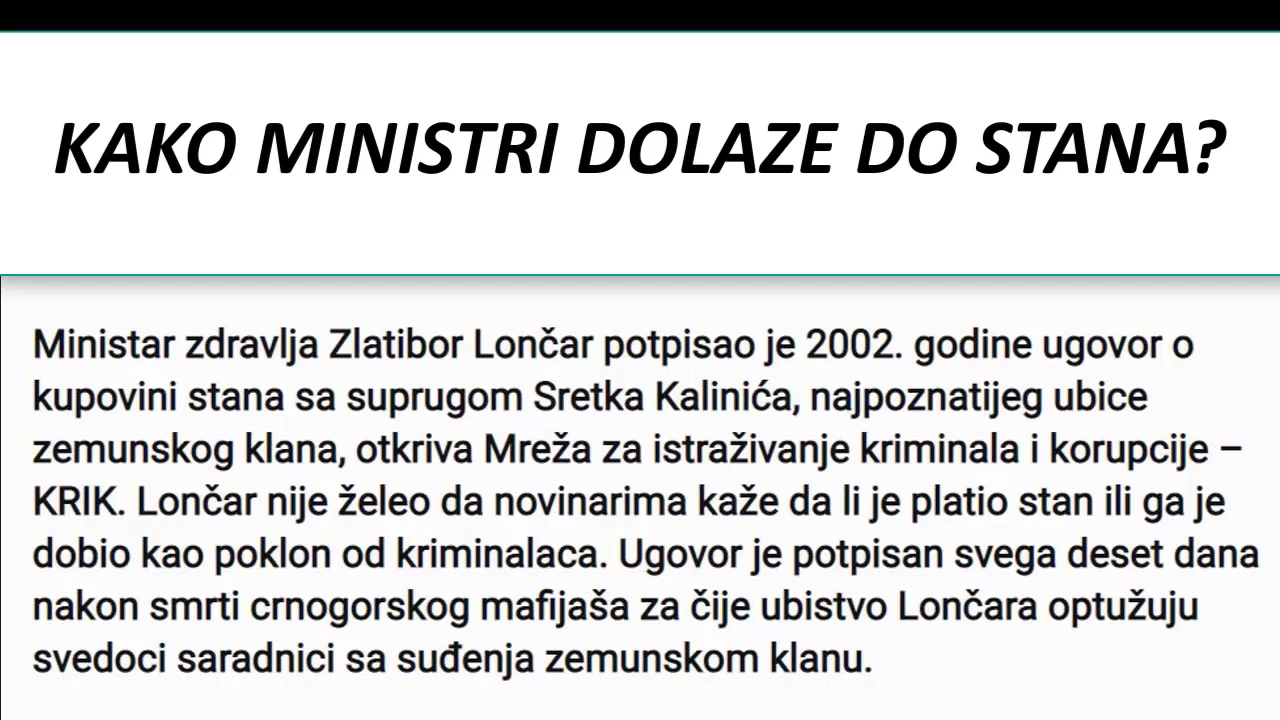 KAKO MINISTRI DOLAZE DO STANA?
Ministar zdravlja Zlatibor Lončar potpisao je 2002. godine ugovor o
kupovini stana sa suprugom Sretka Kalinića, najpoznatijeg ubice
zemunskog klana, otkriva Mreža za istraživanje kriminala i korupcije –
KRIK. Lončar nije želeo da novinarima kaže da li je platio stan ili ga je
dobio kao poklon od kriminalaca. Ugovor je potpisan svega deset dana
nakon smrti crnogorskog mafijaša za čije ubistvo Lončara optužuju
svedoci saradnici sa suđenja zemunskom klanu.